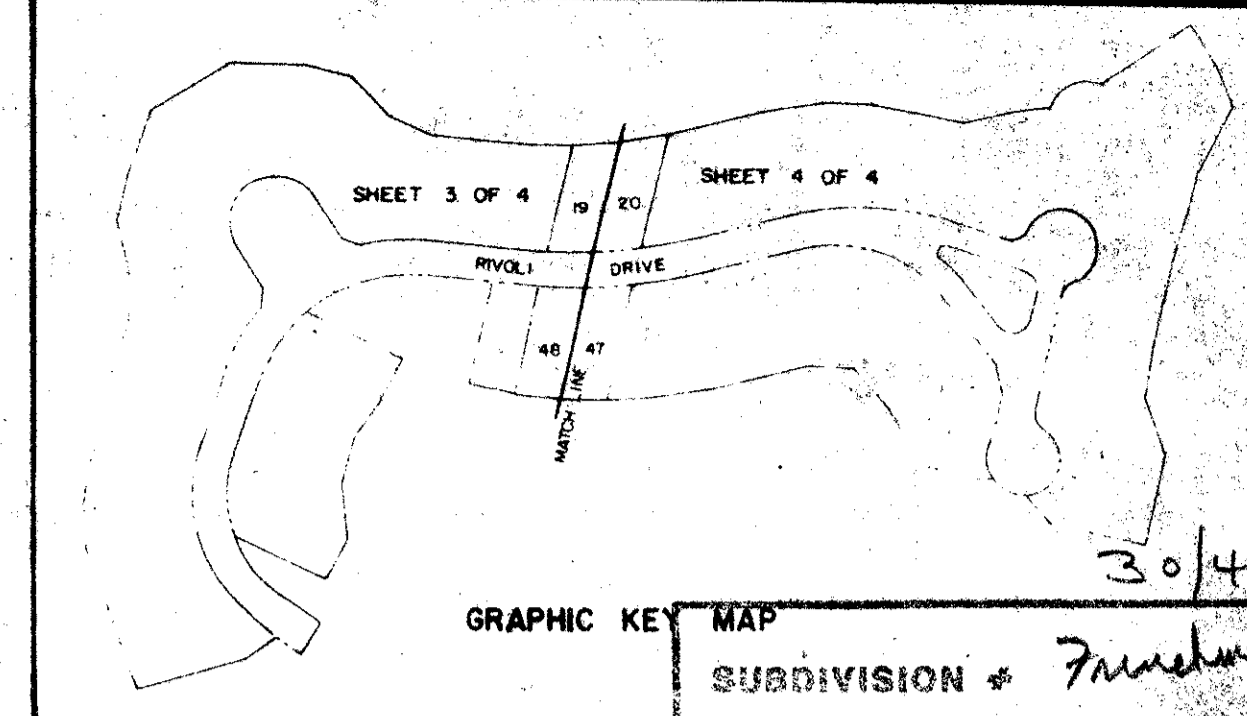 SHEET 3 OF 4
SHEET 4 OF 4
19
20
RIVOLI DRIVE
48
47
MATCH LINE
30/4
GRAPHIC KEY MAP
SUBDIVISION